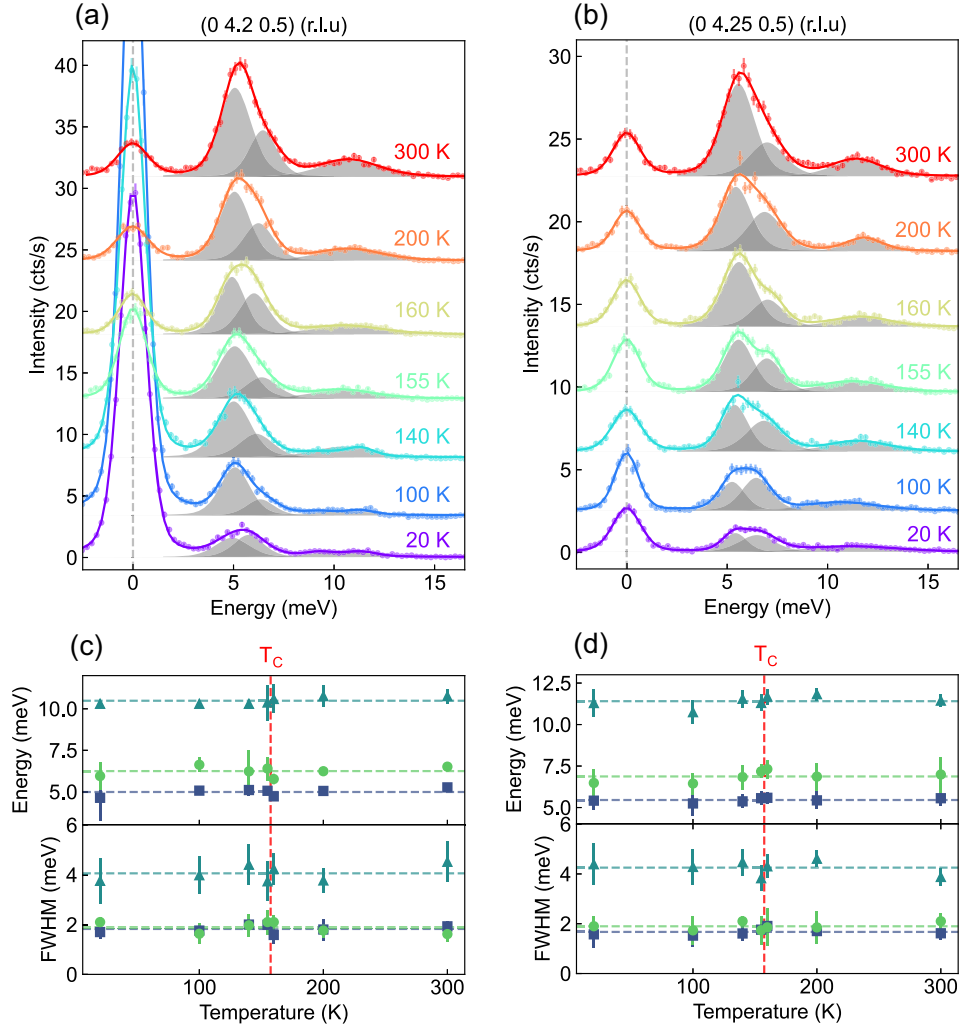 (a)
(0 4.2 0.5) (r.l.u)
40
35
30
25
20
15
10
5
0
Intensity (cts/s)
300 K
200 K
160 K
155 K
140 K
100 K
20 K
0
5
10
15
Energy (meV)
(b)
(0 4.25 0.5) (r.l.u)
30
25
20
15
10
5
0
Intensity (cts/s)
300 K
200 K
160 K
155 K
140 K
100 K
20 K
0
5
10
15
Energy (meV)
(c)
T_C
10.0
7.5
5.0
Energy (meV)
6
4
2
0
FWHM (meV)
100
200
300
Temperature (K)
(d)
T_C
12.5
10.0
7.5
5.0
Energy (meV)
6
4
2
0
FWHM (meV)
100
200
300
Temperature (K)